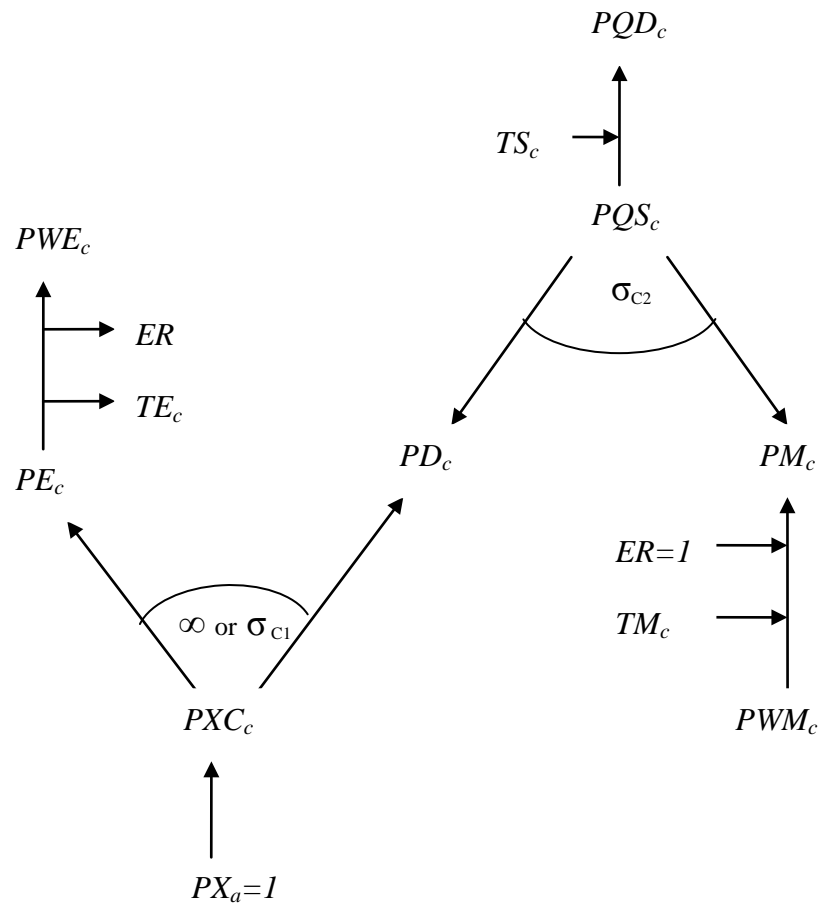 PQD_c
TS_c
PQS_c
PWE_c
σ_C2
ER
TE_c
PD_c
PM_c
PE_c
ER=1
∞ or σ_C1
TM_c
PXC_c
PWM_c
PX_a=1